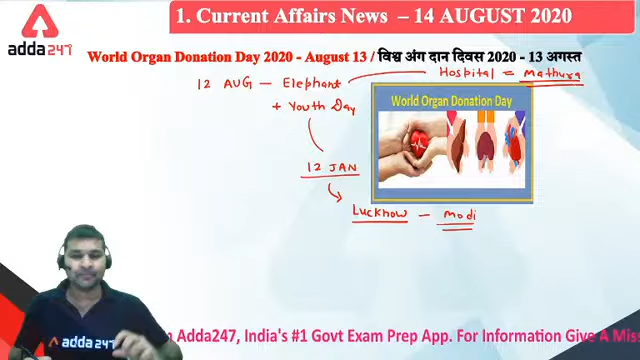 1. Current Affairs News – 14 AUGUST 2020
adda247
World Organ Donation Day 2020 - August 13 / विश्व अंग दान दिवस 2020 - 13 अगस्त
Hospital = Mathura
12 AUG – Elephant
+ Youth Day
World Organ Donation Day
12 JAN
Lucknow – Modi
adda247
n Adda247, India's #1 Govt Exam Prep App. For Information Give A Miss